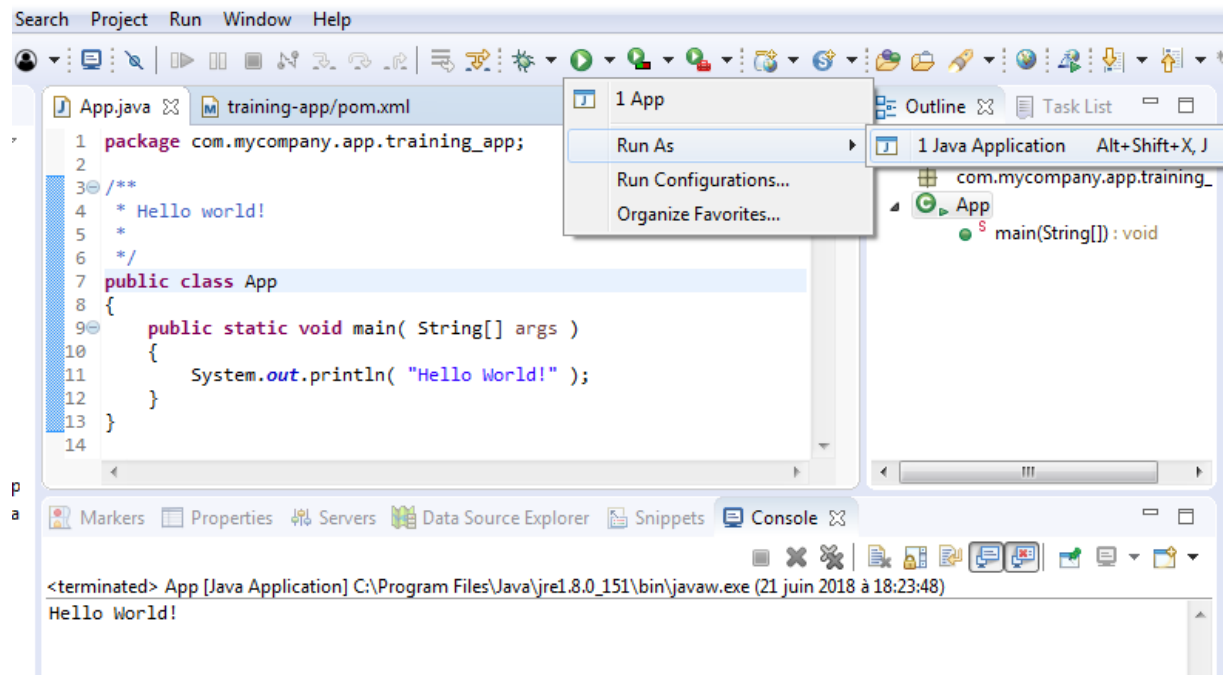 Search Project Run Window Help
App.java training-app/pom.xml
1 App
Run As
Run Configurations...
Organize Favorites...
Outline Task List
1 Java Application Alt+Shift+X, J
com.mycompany.app.training_
App
main(String[]) : void
1 package com.mycompany.app.training_app;
2
3 /**
4 * Hello world!
5 *
6 */
7 public class App
8 {
9 public static void main( String[] args )
10 {
11 System.out.println( "Hello World!" );
12 }
13 }
14
p
a
Markers Properties Servers Data Source Explorer Snippets Console
<terminated> App [Java Application] C:\Program Files\Java\jre1.8.0_151\bin\javaw.exe (21 juin 2018 à 18:23:48)
Hello World!